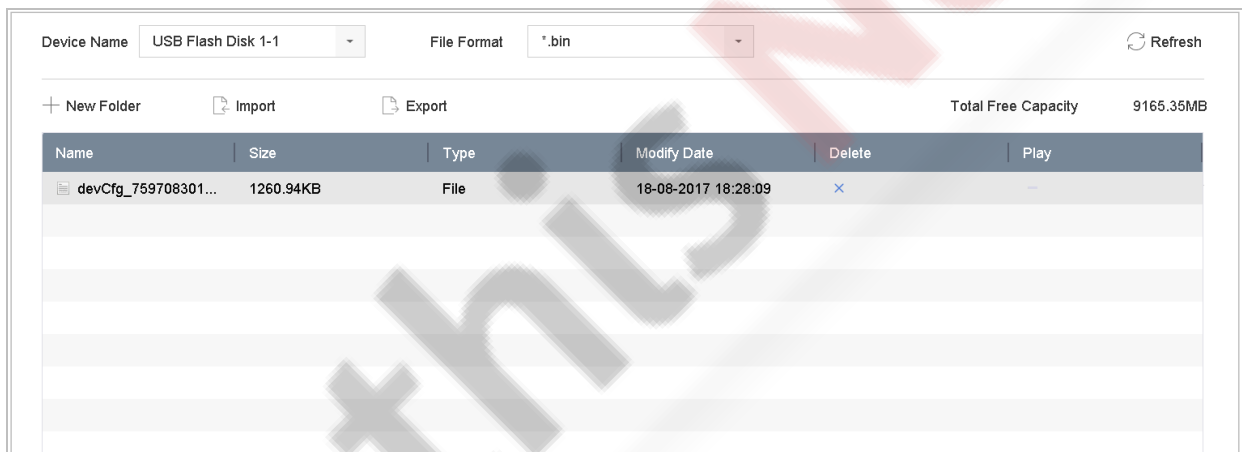 Device Name USB Flash Disk 1-1 File Format *.bin Refresh
New Folder Import Export Total Free Capacity 9165.35MB
Name Size Type Modify Date Delete Play
devCfg_759708301... 1260.94KB File 18-08-2017 18:28:09
this